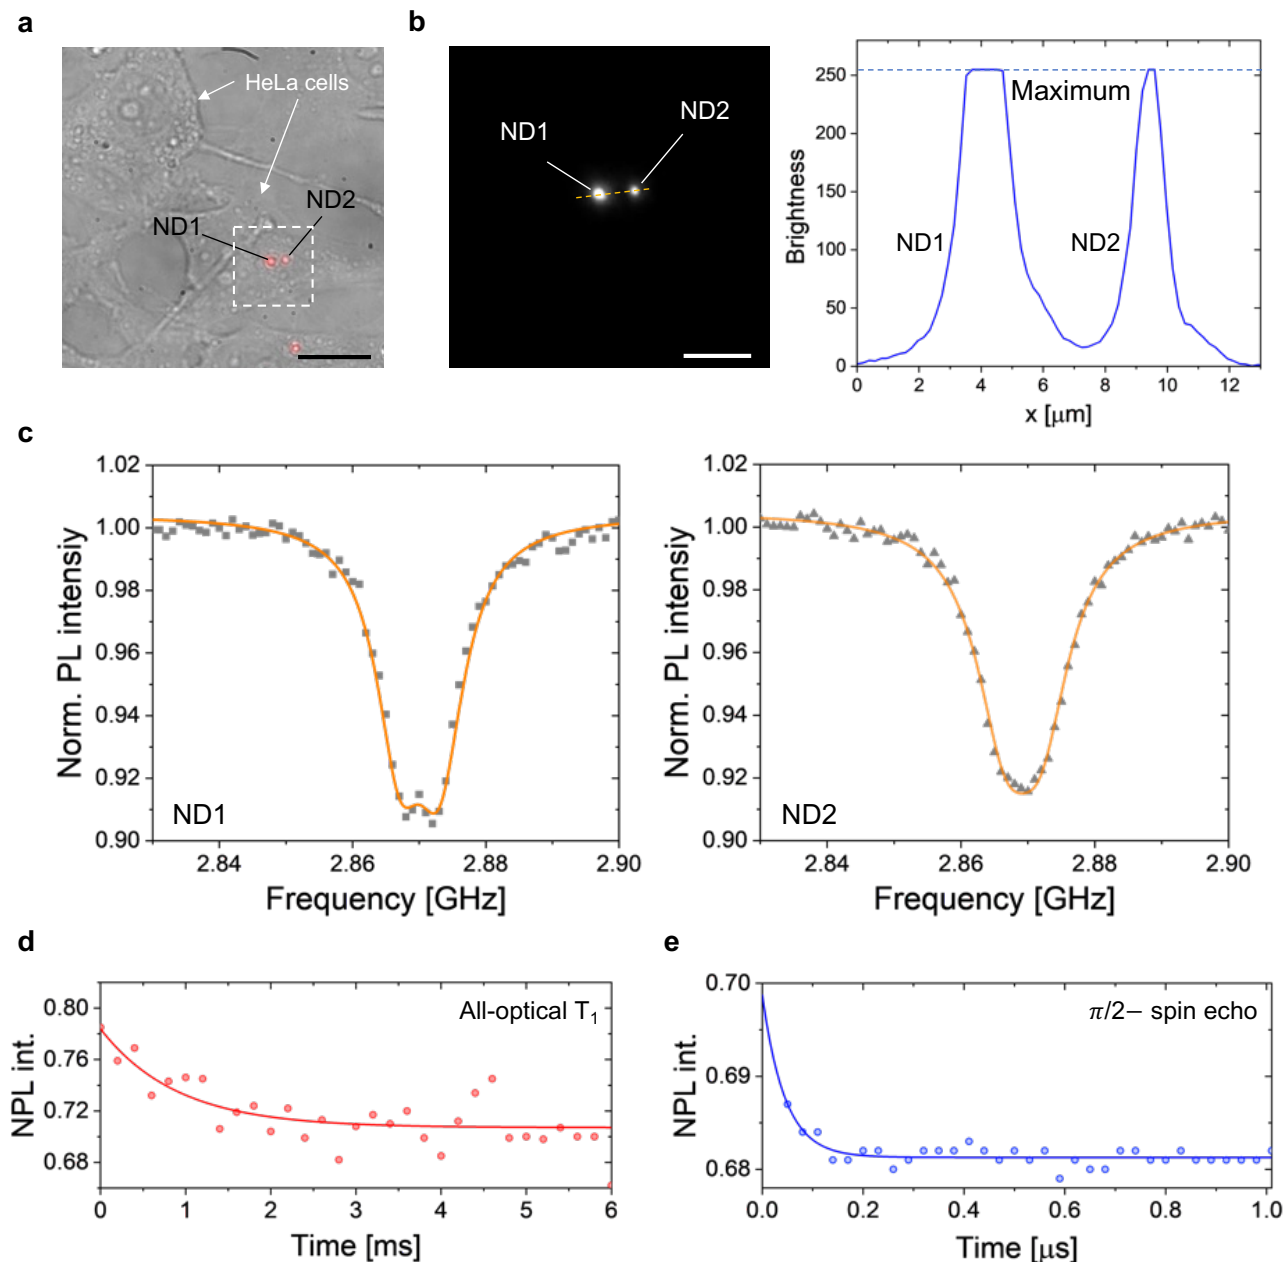 a
HeLa cells
ND1
ND2
b
ND1
ND2
250
200
150
100
50
0
Brightness
Maximum
ND1
ND2
0 2 4 6 8 10 12
x [μm]
c
1.02
1.00
0.98
0.96
0.94
0.92
0.90
Norm. PL intensiy
ND1
2.84 2.86 2.88 2.90
Frequency [GHz]
1.02
1.00
0.98
0.96
0.94
0.92
0.90
Norm. PL intensiy
ND2
2.84 2.86 2.88 2.90
Frequency [GHz]
d
0.80
0.76
0.72
0.68
NPL int.
All-optical T₁
0 1 2 3 4 5 6
Time [ms]
e
0.70
0.69
0.68
NPL int.
π/2− spin echo
0.0 0.2 0.4 0.6 0.8 1.0
Time [μs]